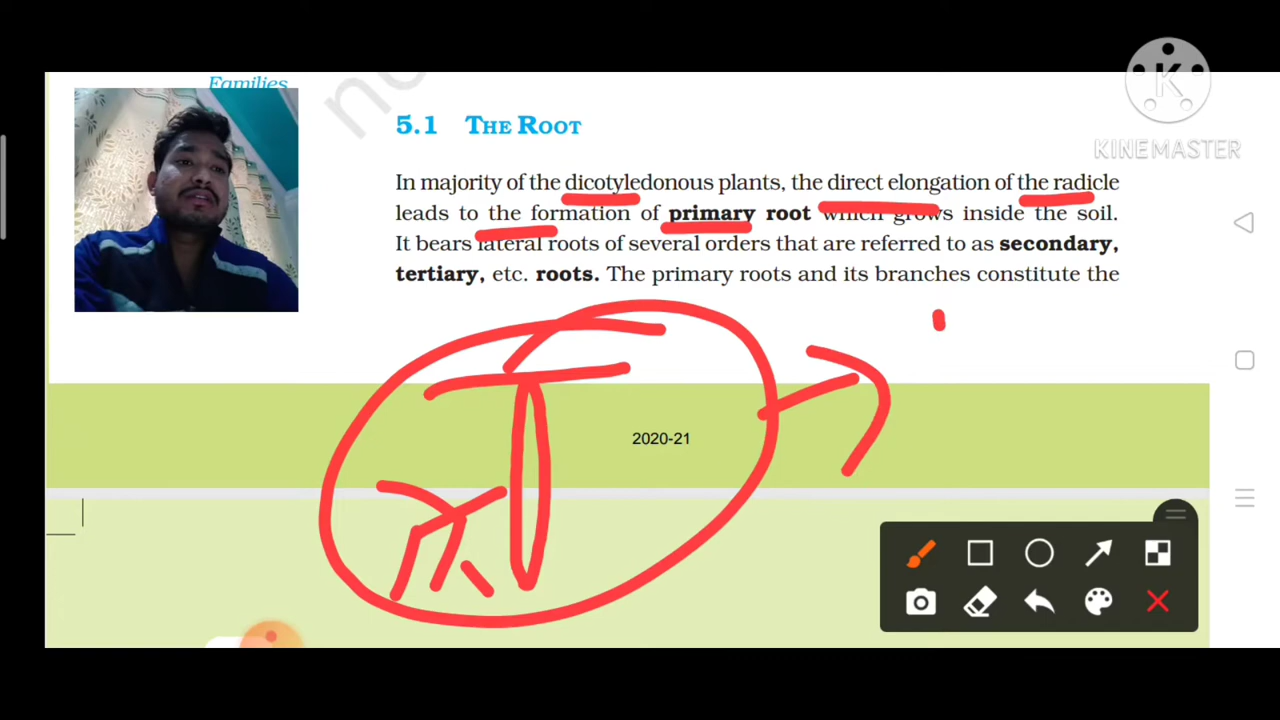 Families
KINEMASTER
5.1 THE ROOT
In majority of the dicotyledonous plants, the direct elongation of the radicle
leads to the formation of primary root which grows inside the soil.
It bears lateral roots of several orders that are referred to as secondary,
tertiary, etc. roots. The primary roots and its branches constitute the
2020-21